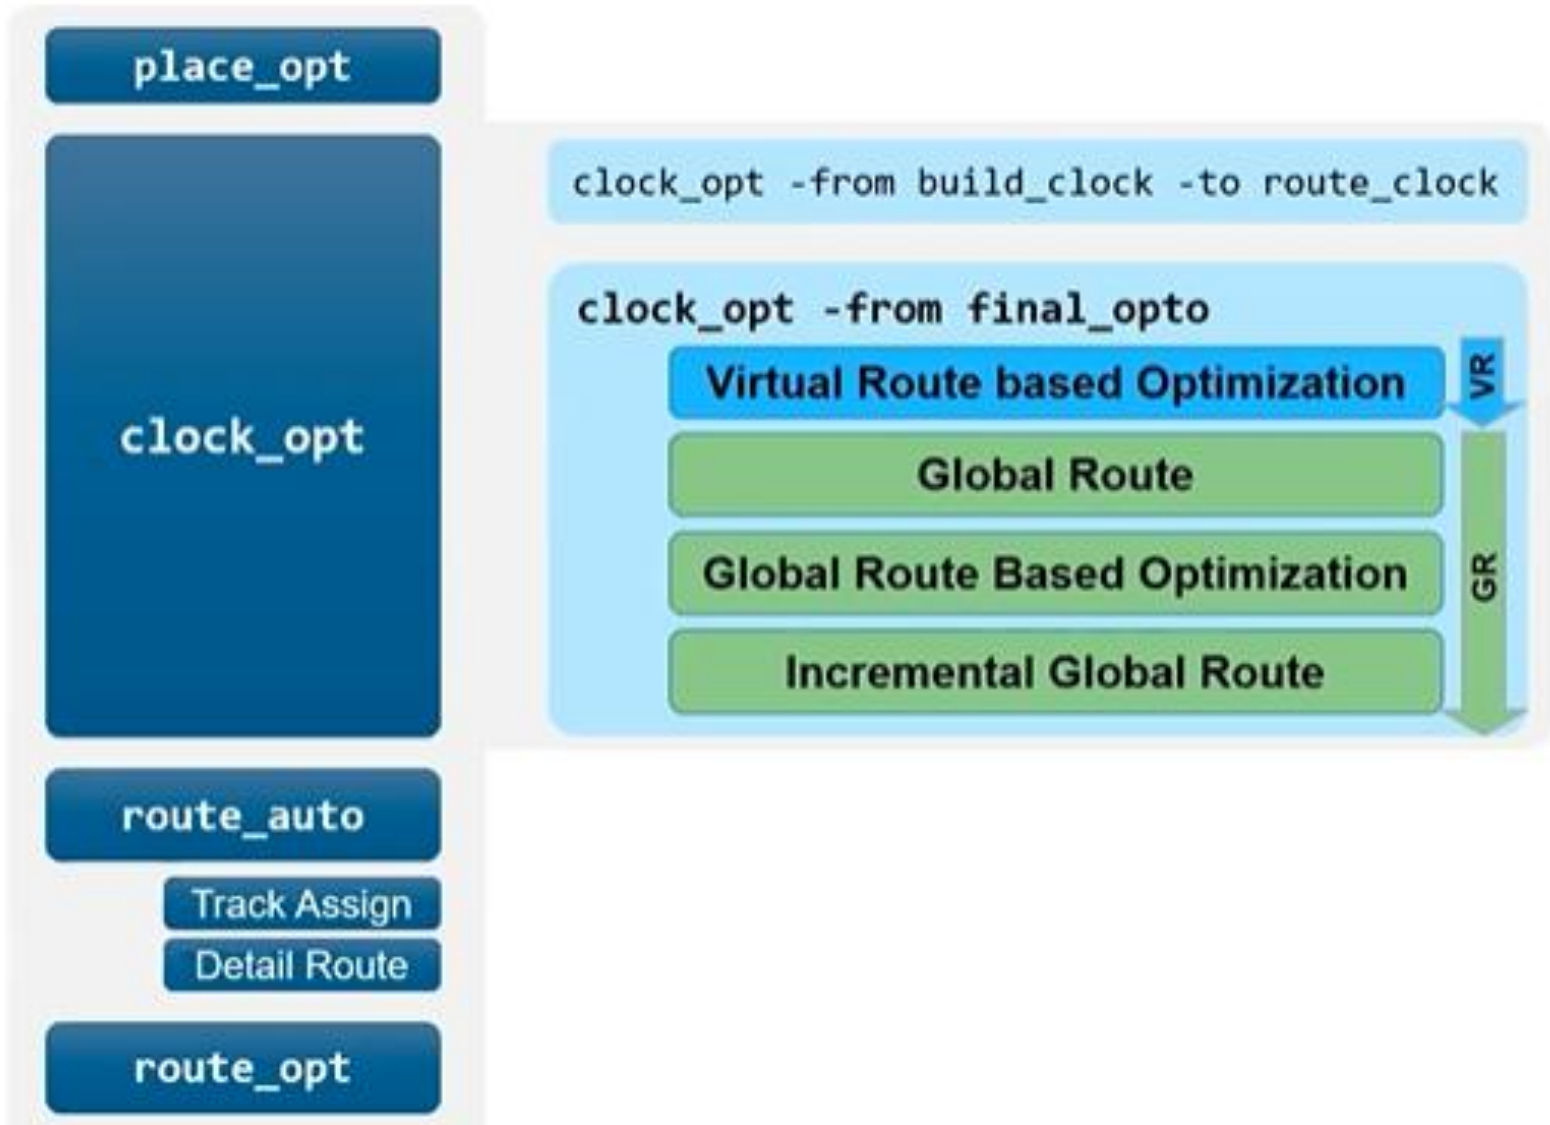 place_opt
clock_opt
clock_opt -from build_clock -to route_clock
clock_opt -from final_opto
Virtual Route based Optimization
VR
Global Route
Global Route Based Optimization
GR
Incremental Global Route
route_auto
Track Assign
Detail Route
route_opt